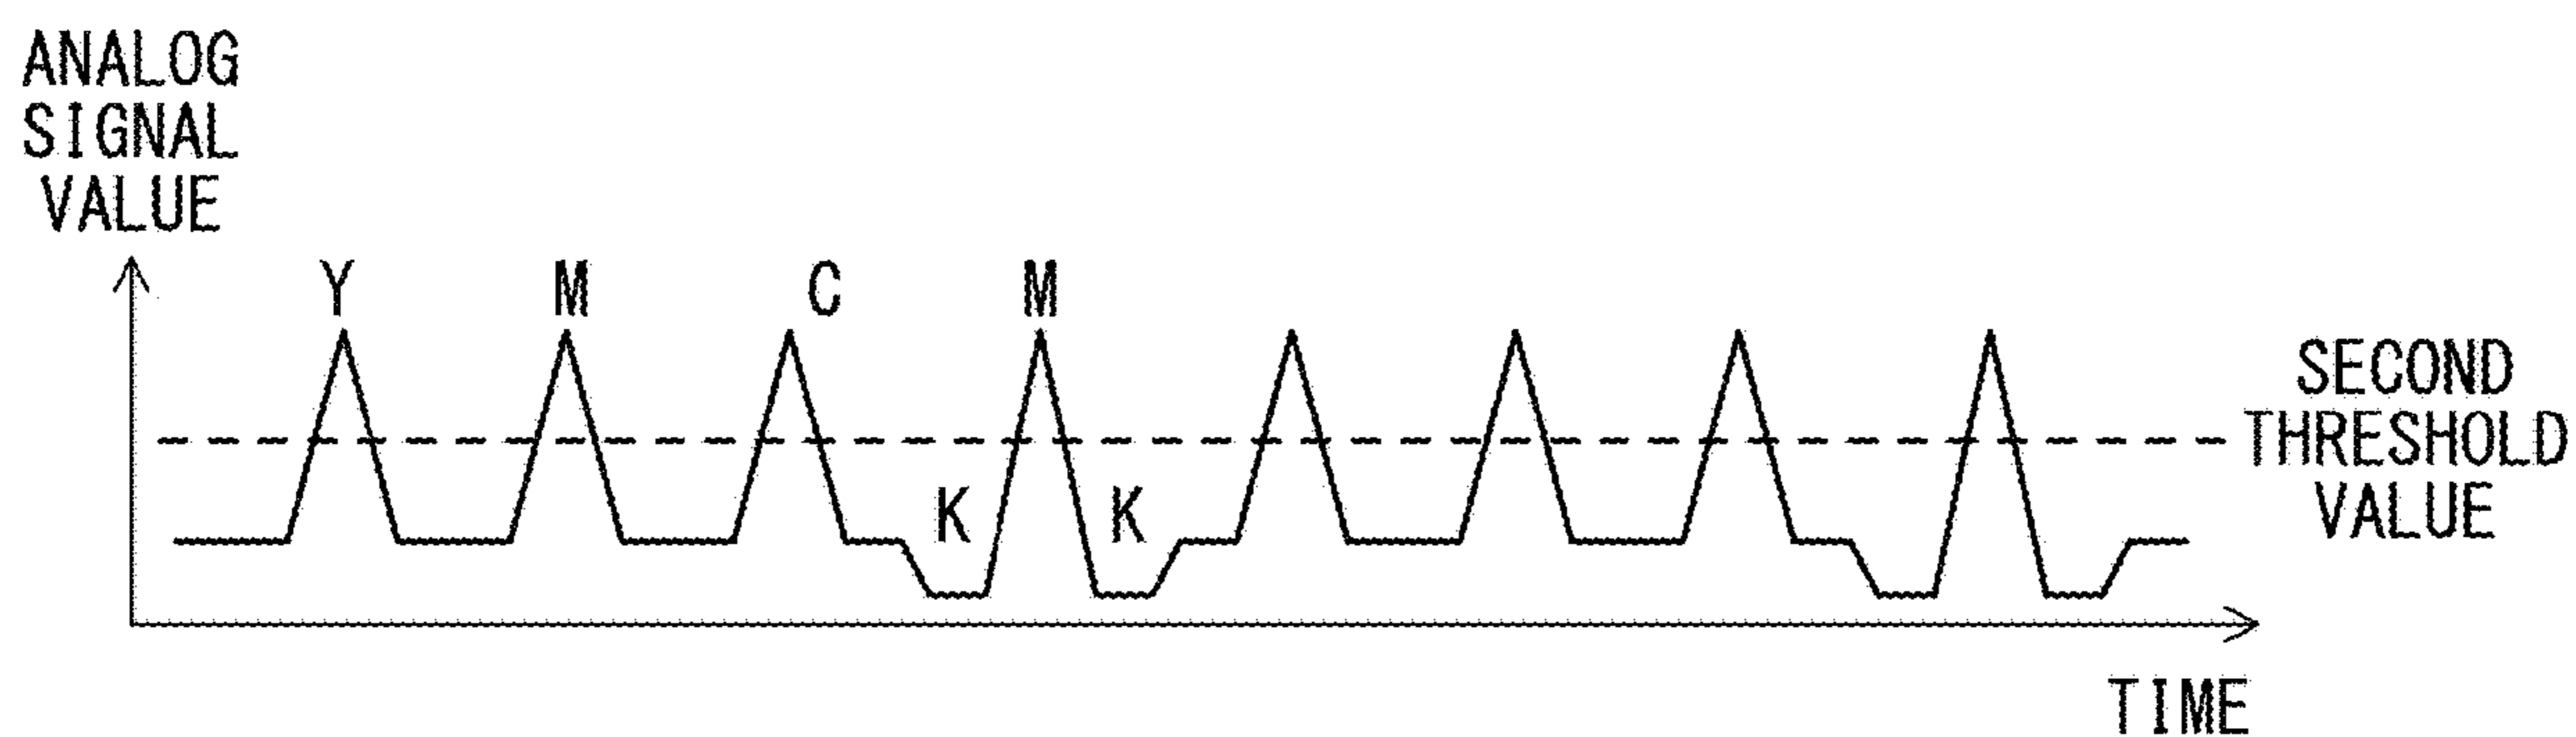 ANALOG
SIGNAL
VALUE
Y M C M
SECOND
THRESHOLD
VALUE
K K
TIME